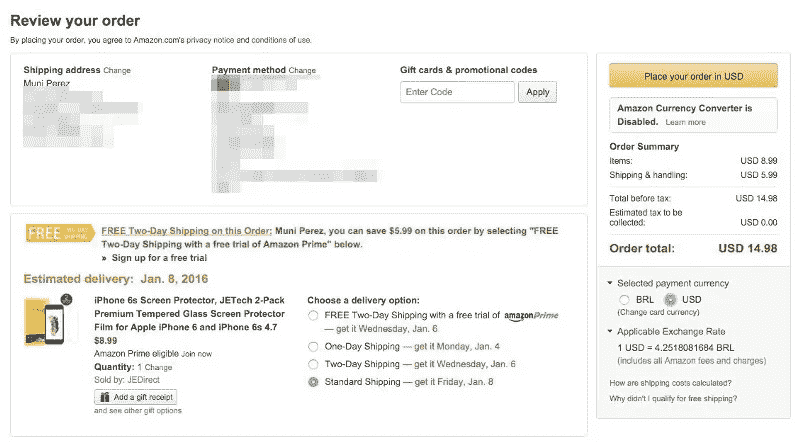 Review your order
By placing your order, you agree to Amazon.com's privacy notice and conditions of use.
Shipping address Change
Muni Perez
Payment method Change
Gift cards & promotional codes
Enter Code
Apply
FREE
FREE Two-Day Shipping on this Order: Muni Perez, you can save $5.99 on this order by selecting "FREE
Two-Day Shipping with a free trial of Amazon Prime" below.
» Sign up for a free trial
Estimated delivery: Jan. 8, 2016
iPhone 6s Screen Protector, JETech 2-Pack
Premium Tempered Glass Screen Protector
Film for Apple iPhone 6 and iPhone 6s 4.7
$8.99
Amazon Prime eligible Join now
Quantity: 1 Change
Sold by: JEDirect
Add a gift receipt
and see other gift options
Choose a delivery option:
FREE Two-Day Shipping with a free trial of amazonPrime
— get it Wednesday, Jan. 6
One-Day Shipping — get it Monday, Jan. 4
Two-Day Shipping — get it Wednesday, Jan. 6
Standard Shipping — get it Friday, Jan. 8
Place your order in USD
Amazon Currency Converter is
Disabled. Learn more
Order Summary
Items: USD 8.99
Shipping & handling: USD 5.99
Total before tax: USD 14.98
Estimated tax to be
collected: USD 0.00
Order total: USD 14.98
Selected payment currency
BRL USD
(Change card currency)
Applicable Exchange Rate
1 USD = 4.2518081684 BRL
(includes all Amazon fees and charges)
How are shipping costs calculated?
Why didn't I qualify for free shipping?